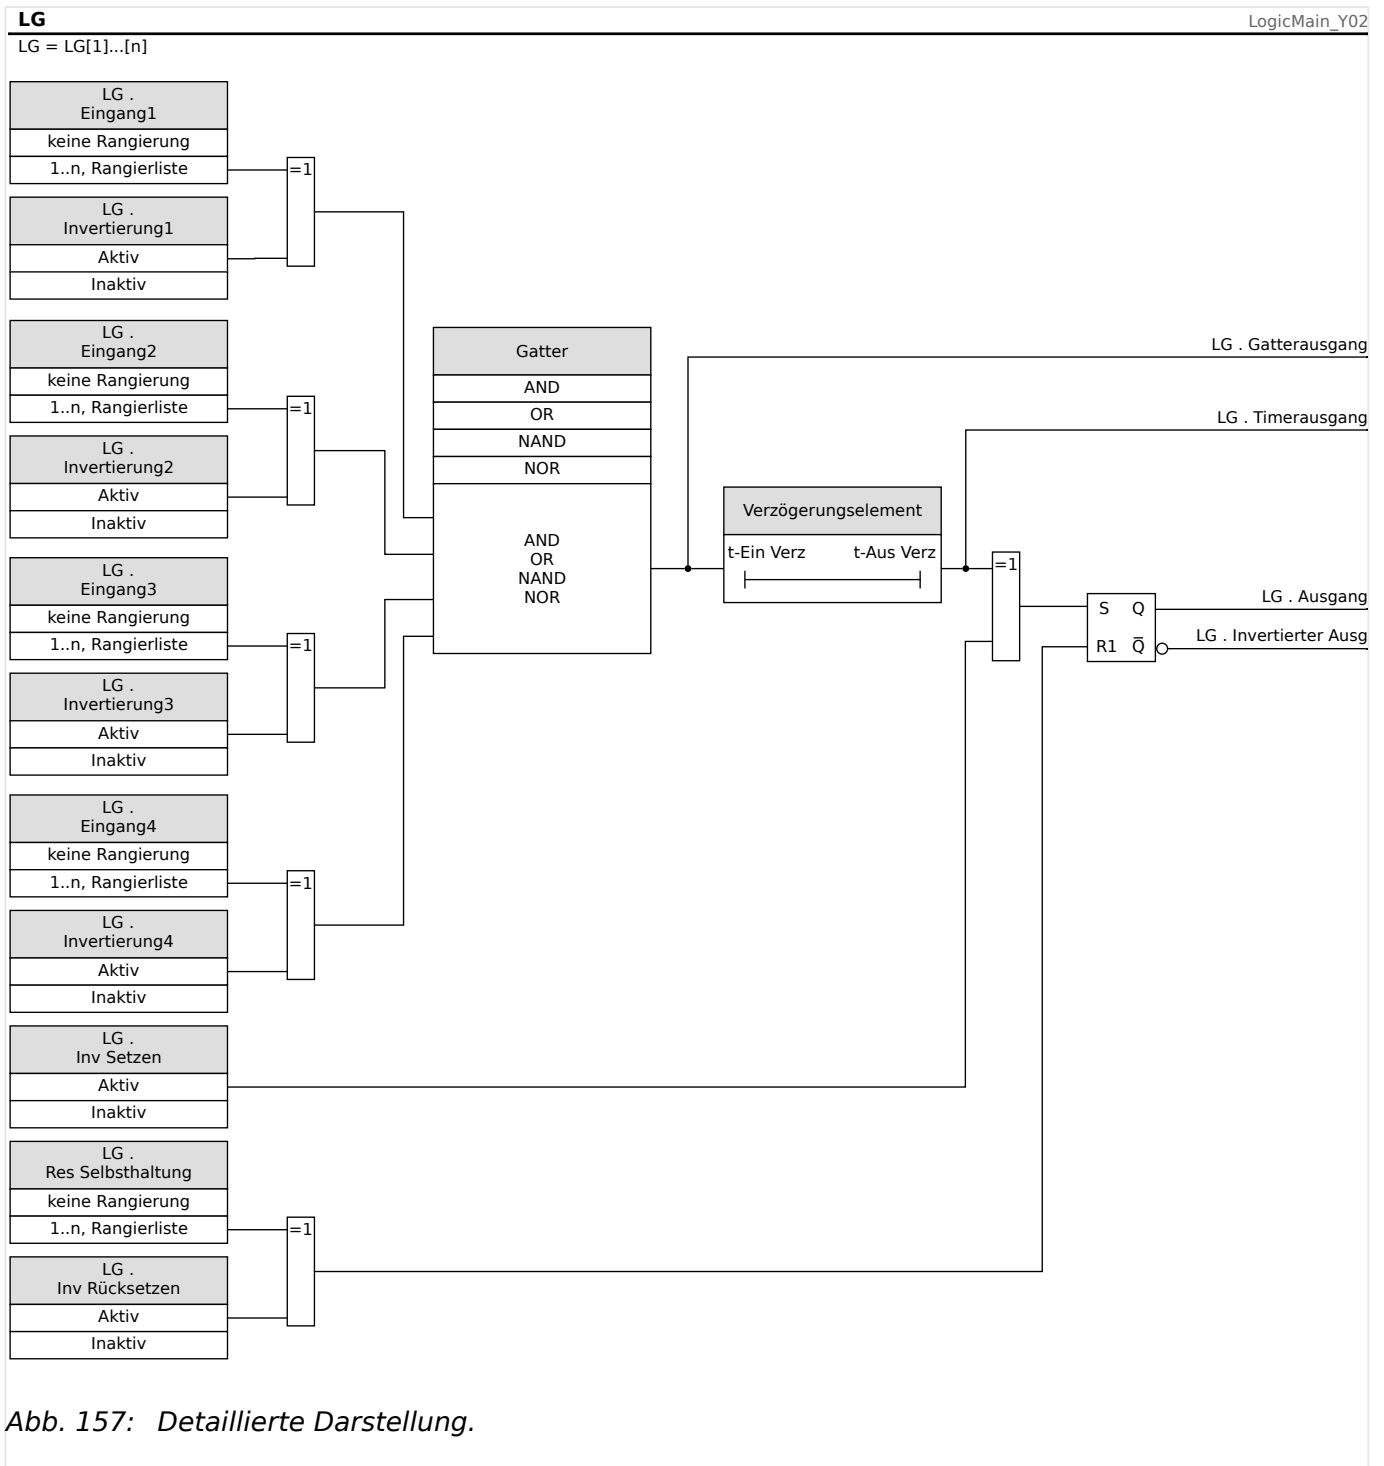 LG
LogicMain_Y02
LG = LG[1]...[n]
LG .
Eingang1
keine Rangierung
1..n, Rangierliste
=1
LG .
Invertierung1
Aktiv
Inaktiv
LG .
Eingang2
keine Rangierung
1..n, Rangierliste
=1
LG .
Invertierung2
Aktiv
Inaktiv
LG .
Eingang3
keine Rangierung
1..n, Rangierliste
=1
LG .
Invertierung3
Aktiv
Inaktiv
LG .
Eingang4
keine Rangierung
1..n, Rangierliste
=1
LG .
Invertierung4
Aktiv
Inaktiv
LG .
Inv Setzen
Aktiv
Inaktiv
LG .
Res Selbsthaltung
keine Rangierung
1..n, Rangierliste
=1
LG .
Inv Rücksetzen
Aktiv
Inaktiv
Gatter
AND
OR
NAND
NOR
AND
OR
NAND
NOR
Verzögerungselement
t-Ein Verz t-Aus Verz
=1
S Q
R1 Q̅
LG . Gatterausgang
LG . Timerausgang
LG . Ausgang
LG . Invertierter Ausg
Abb. 157: Detaillierte Darstellung.